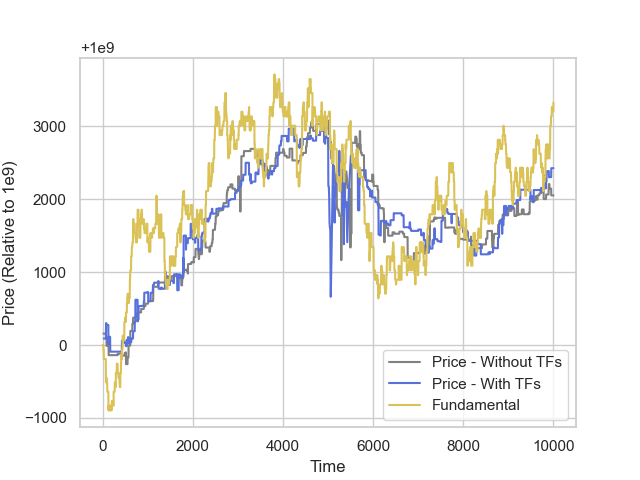 +1e9
3000
2000
1000
0
−1000
Price (Relative to 1e9)
Price - Without TFs
Price - With TFs
Fundamental
0 2000 4000 6000 8000 10000
Time